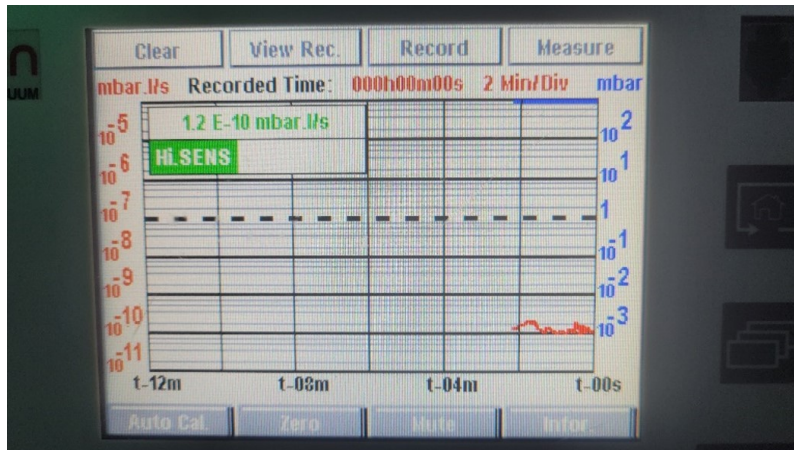 Clear View Rec. Record Measure
n
UUM
mbar.l/s Recorded Time: 000h00m00s 2 Min/Div mbar
1.2 E-10 mbar.l/s
Hi.SENS
10-5
10-6
10-7
10-8
10-9
10-10
10-11
10 2
10 1
1
10-1
10-2
10-3
t-12m t-08m t-04m t-00s
Auto Cal. Zero Mute Infor.